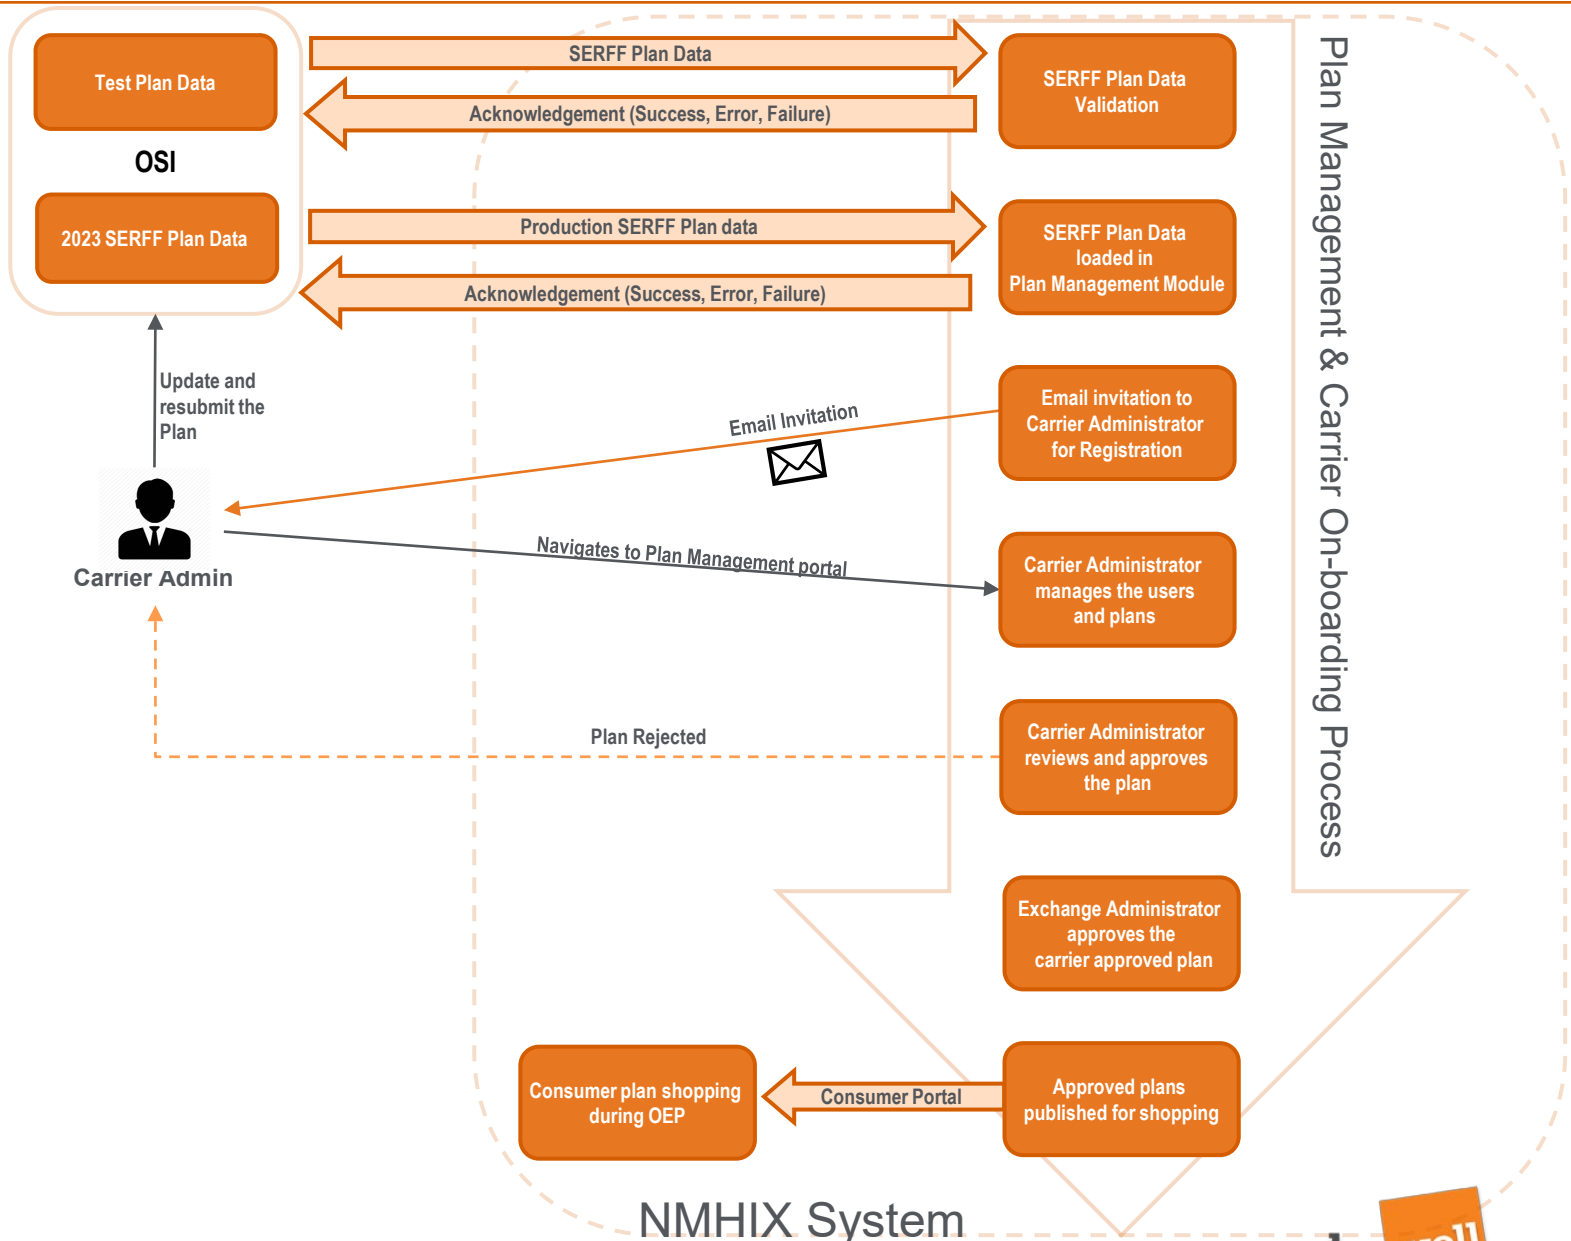 Test Plan Data
OSI
2023 SERFF Plan Data
SERFF Plan Data
Acknowledgement (Success, Error, Failure)
Production SERFF Plan data
Acknowledgement (Success, Error, Failure)
SERFF Plan Data
Validation
SERFF Plan Data
loaded in
Plan Management Module
Update and
resubmit the
Plan
Email Invitation
Email invitation to
Carrier Administrator
for Registration
Carrier Admin
Navigates to Plan Management portal
Carrier Administrator
manages the users
and plans
Plan Rejected
Carrier Administrator
reviews and approves
the plan
Exchange Administrator
approves the
carrier approved plan
Consumer plan shopping
during OEP
Consumer Portal
Approved plans
published for shopping
Plan Management & Carrier On-boarding Process
NMHIX System